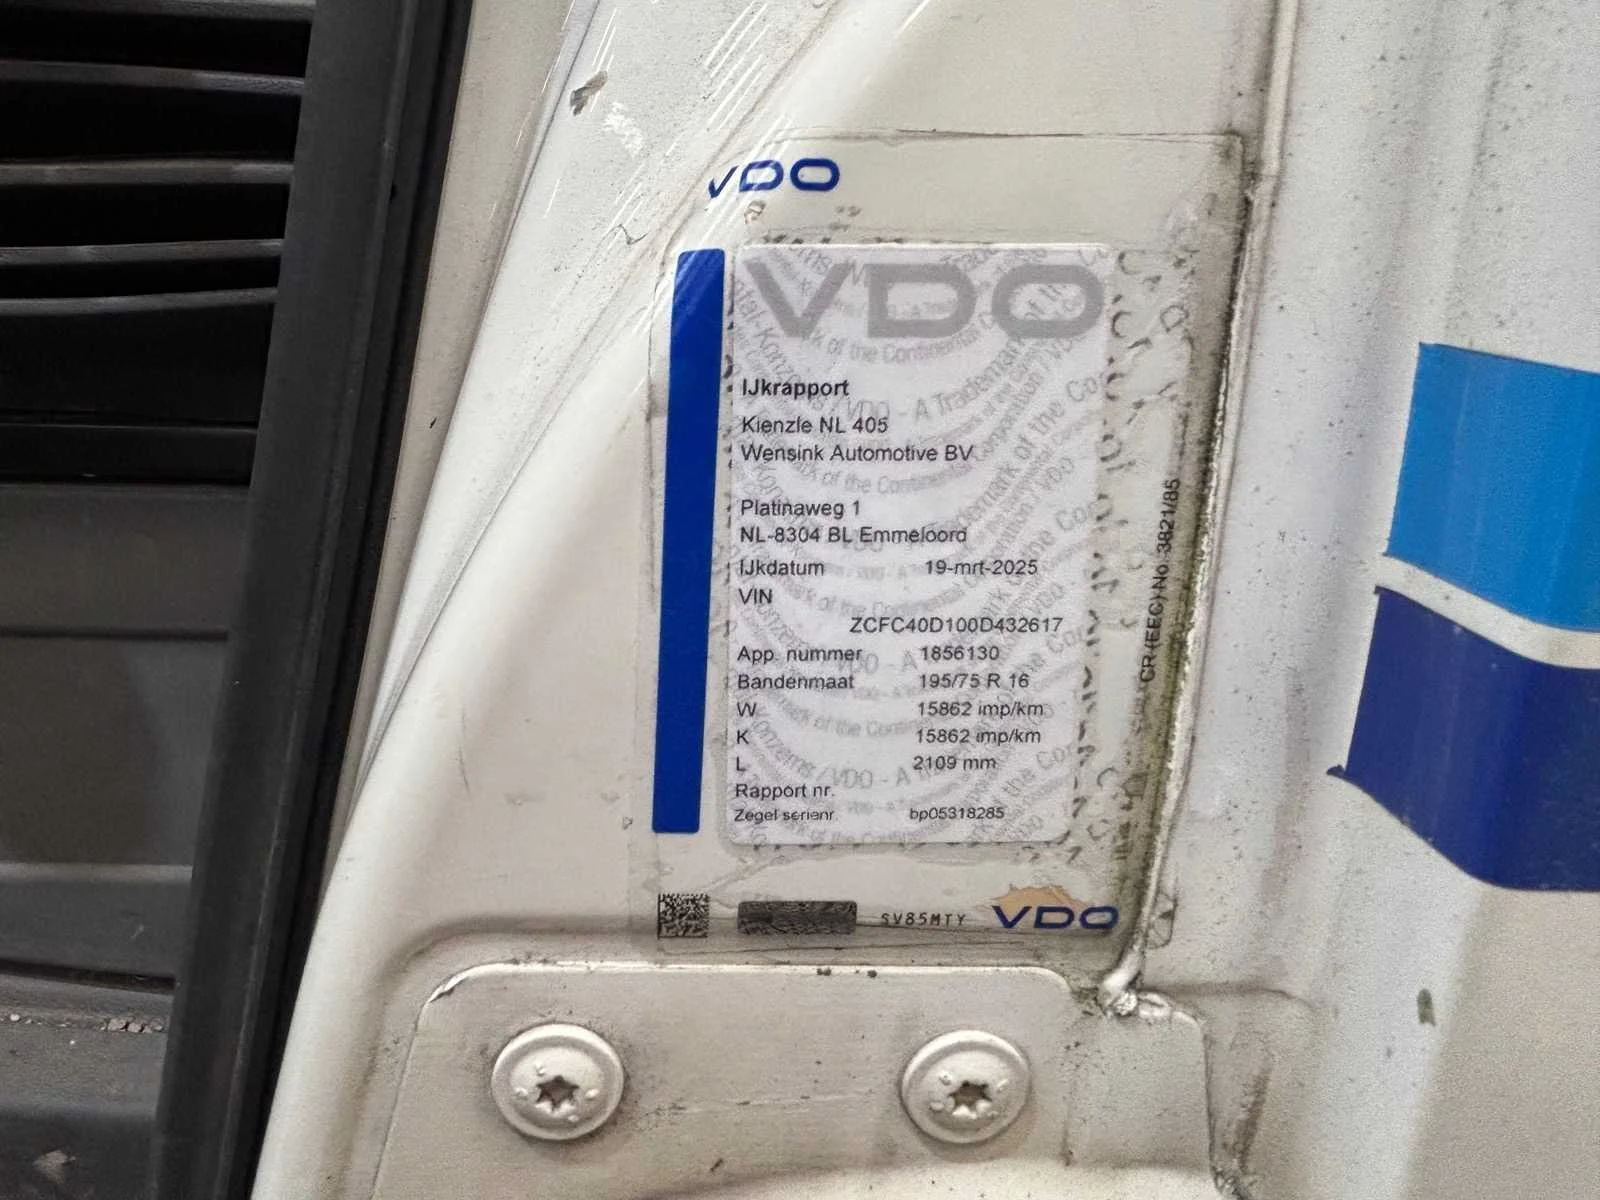 VDO
VDO
IJkrapport
Kienzle NL 405
Wensink Automotive BV
Platinaweg 1
NL-8304 BL Emmeloord
IJkdatum 19-mrt-2025
VIN
ZCFC40D100D432617
App. nummer 1856130
Bandenmaat 195/75 R 16
W 15862 imp/km
K 15862 imp/km
L 2109 mm
Rapport nr.
Zegel serienr. bp05318285
CR (EEC) No 3821/85
SV85MTY VDO